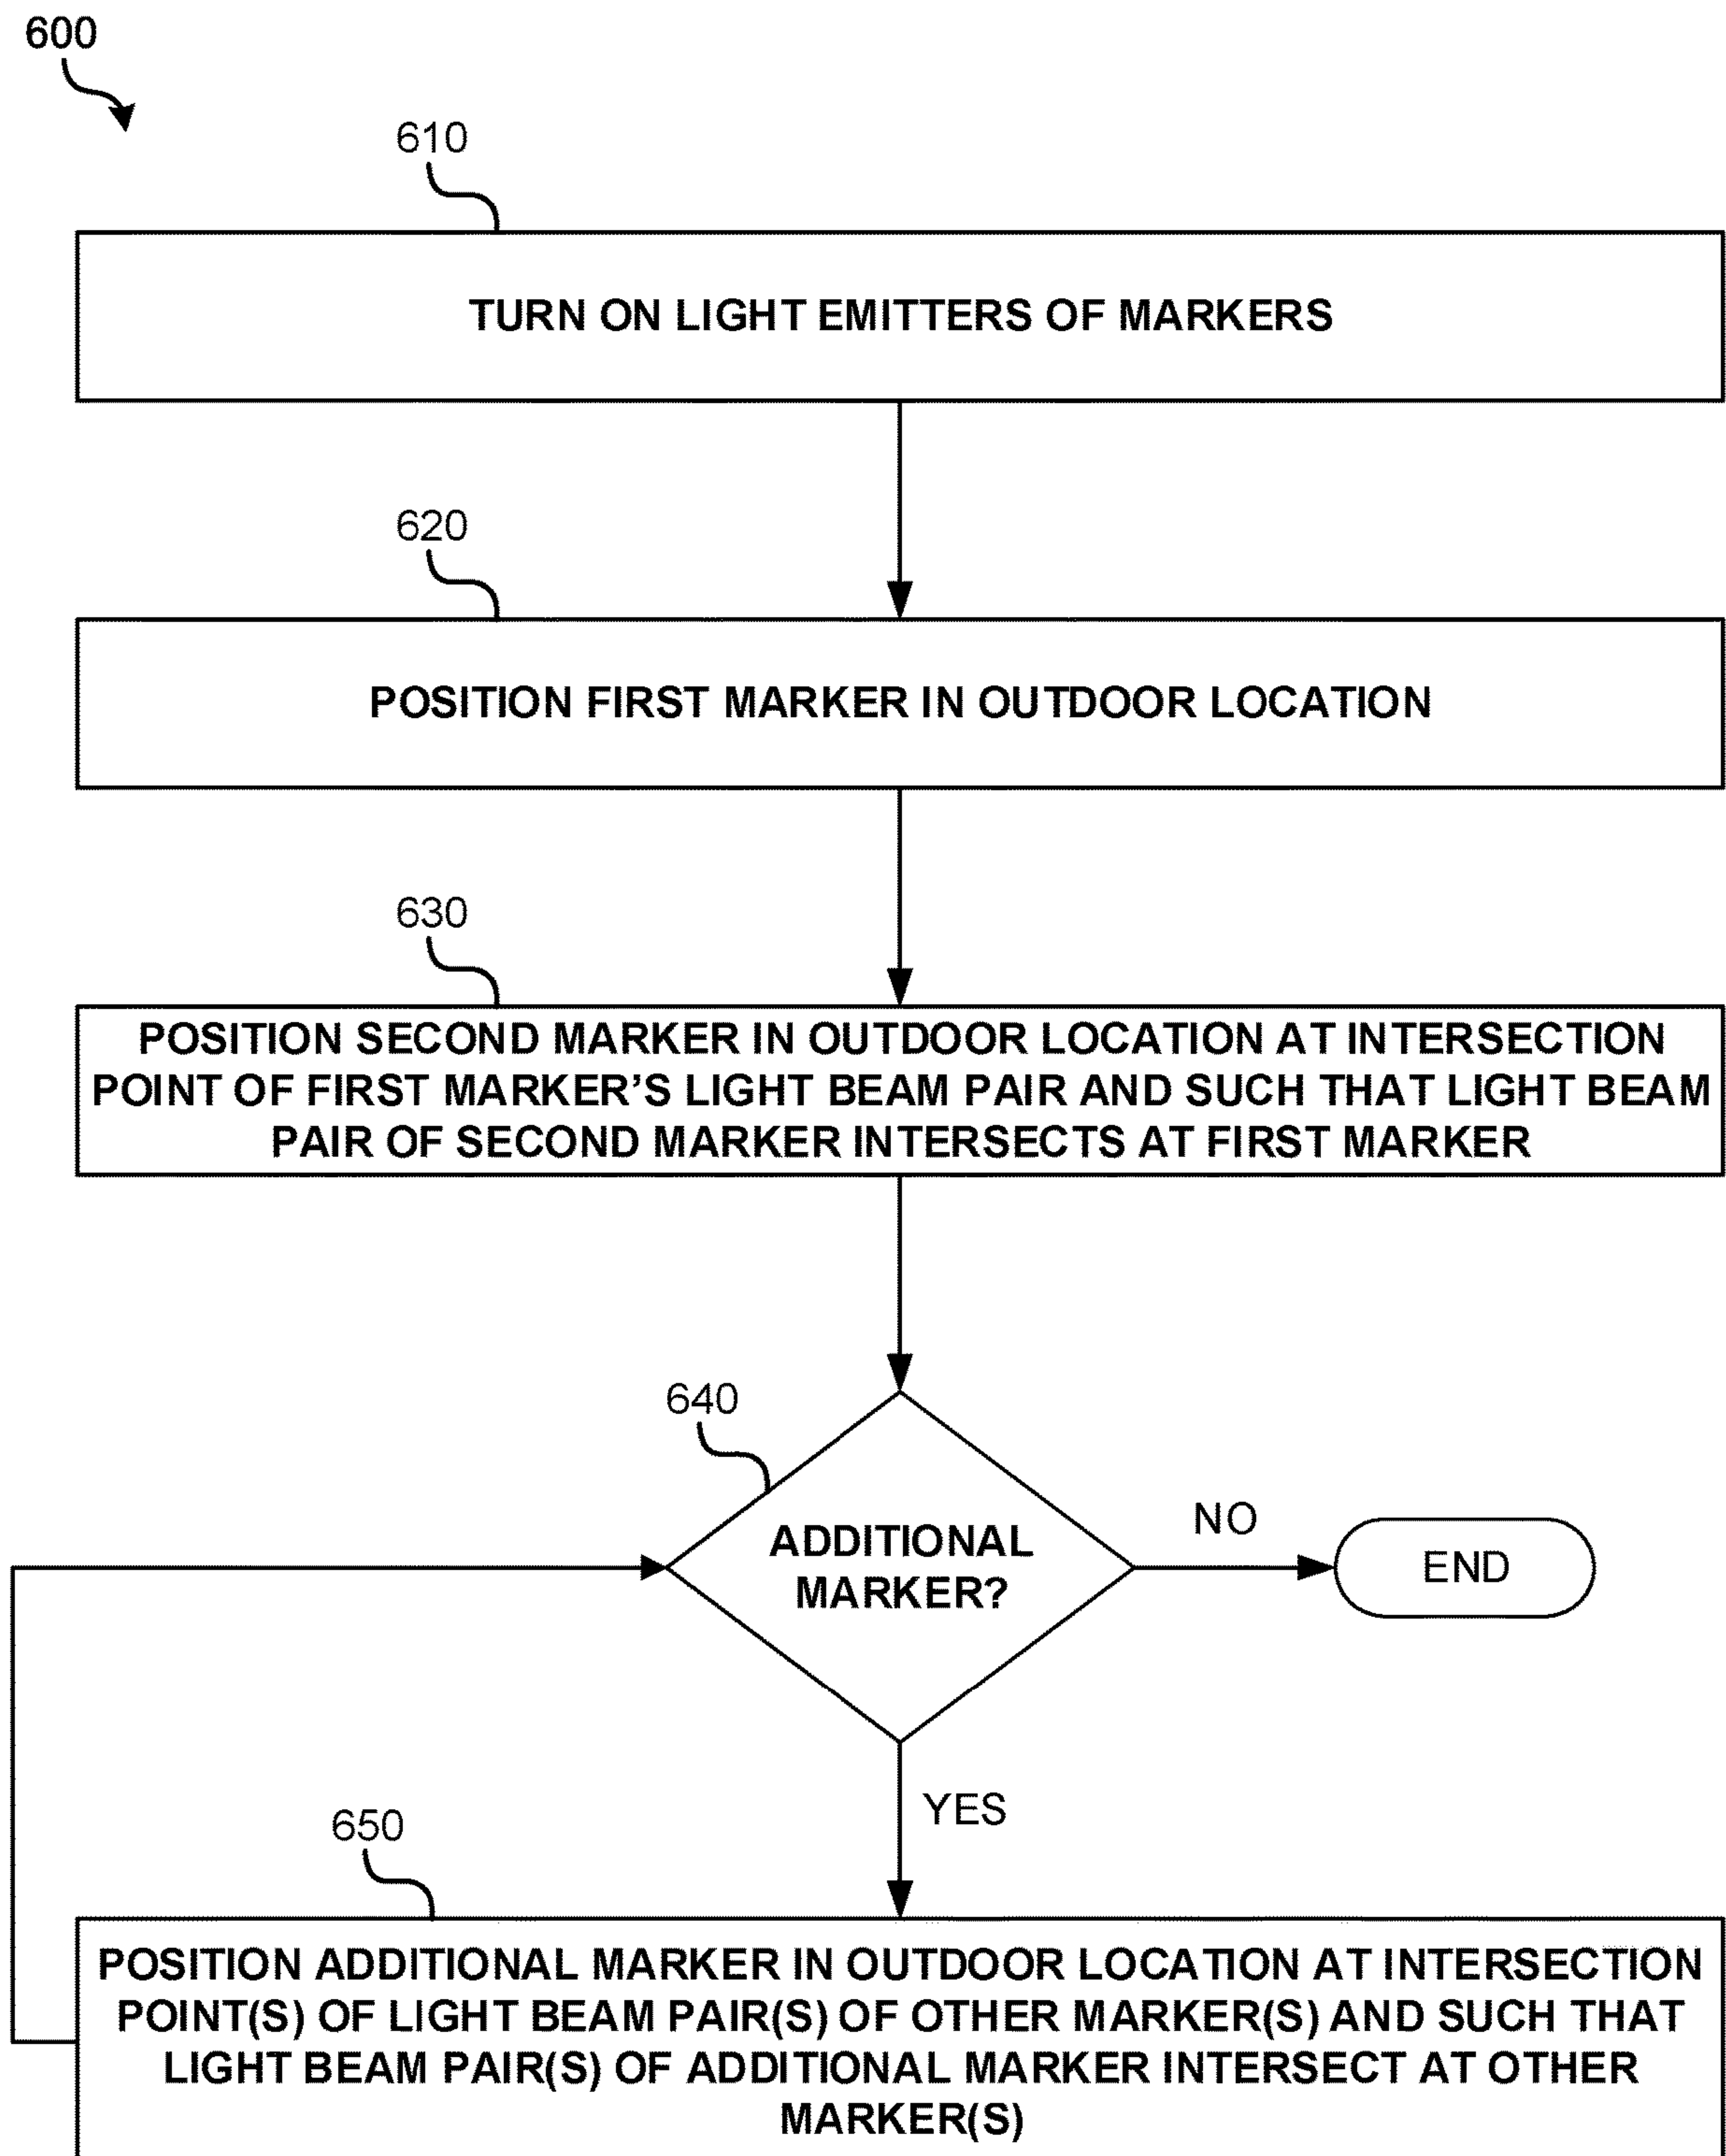 600
610
TURN ON LIGHT EMITTERS OF MARKERS
620
POSITION FIRST MARKER IN OUTDOOR LOCATION
630
POSITION SECOND MARKER IN OUTDOOR LOCATION AT INTERSECTION
POINT OF FIRST MARKER’S LIGHT BEAM PAIR AND SUCH THAT LIGHT BEAM
PAIR OF SECOND MARKER INTERSECTS AT FIRST MARKER
640
ADDITIONAL
MARKER?
NO
END
YES
650
POSITION ADDITIONAL MARKER IN OUTDOOR LOCATION AT INTERSECTION
POINT(S) OF LIGHT BEAM PAIR(S) OF OTHER MARKER(S) AND SUCH THAT
LIGHT BEAM PAIR(S) OF ADDITIONAL MARKER INTERSECT AT OTHER
MARKER(S)